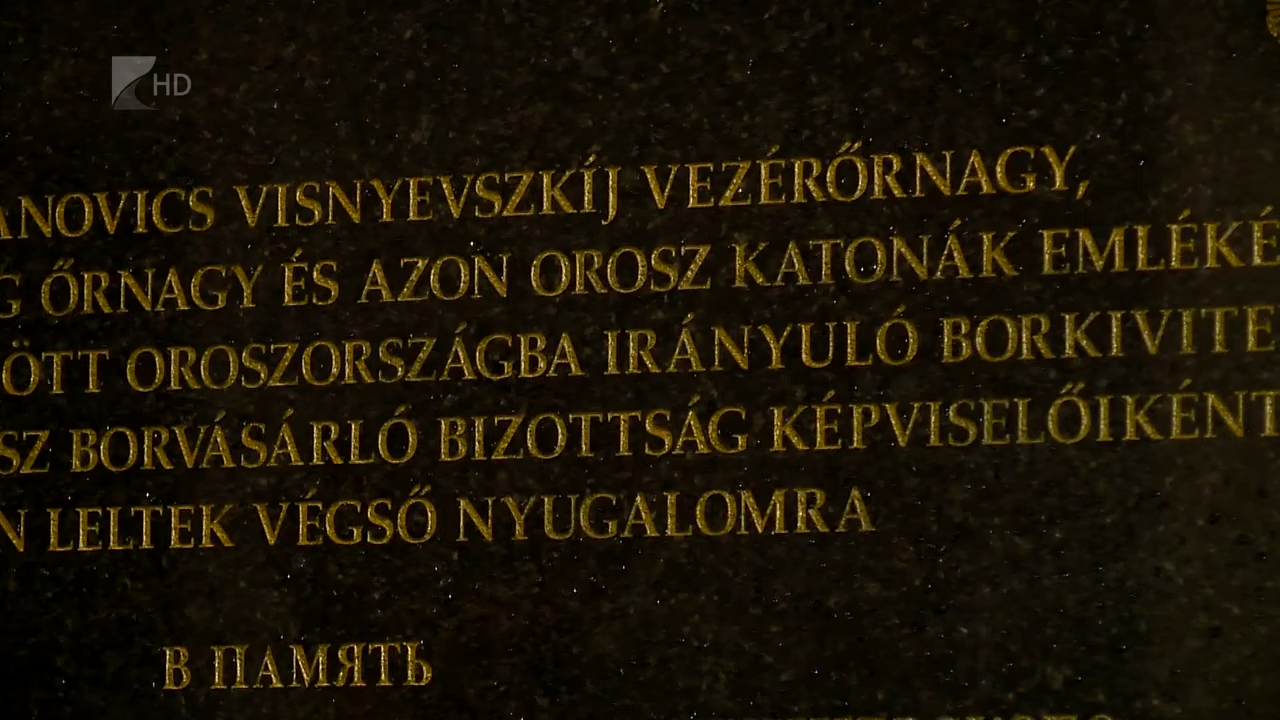 HD
ANOVICS VISNYEVSZKÍJ VEZÉRŐRNAGY,
G ŐRNAGY ÉS AZON OROSZ KATONÁK EMLÉKÉ
ÖTT OROSZORSZÁGBA IRÁNYULÓ BORKIVITE
SZ BORVÁSÁRLÓ BIZOTTSÁG KÉPVISELŐIKÉNT
N LELTEK VÉGSŐ NYUGALOMRA
В ПАМЯТЬ